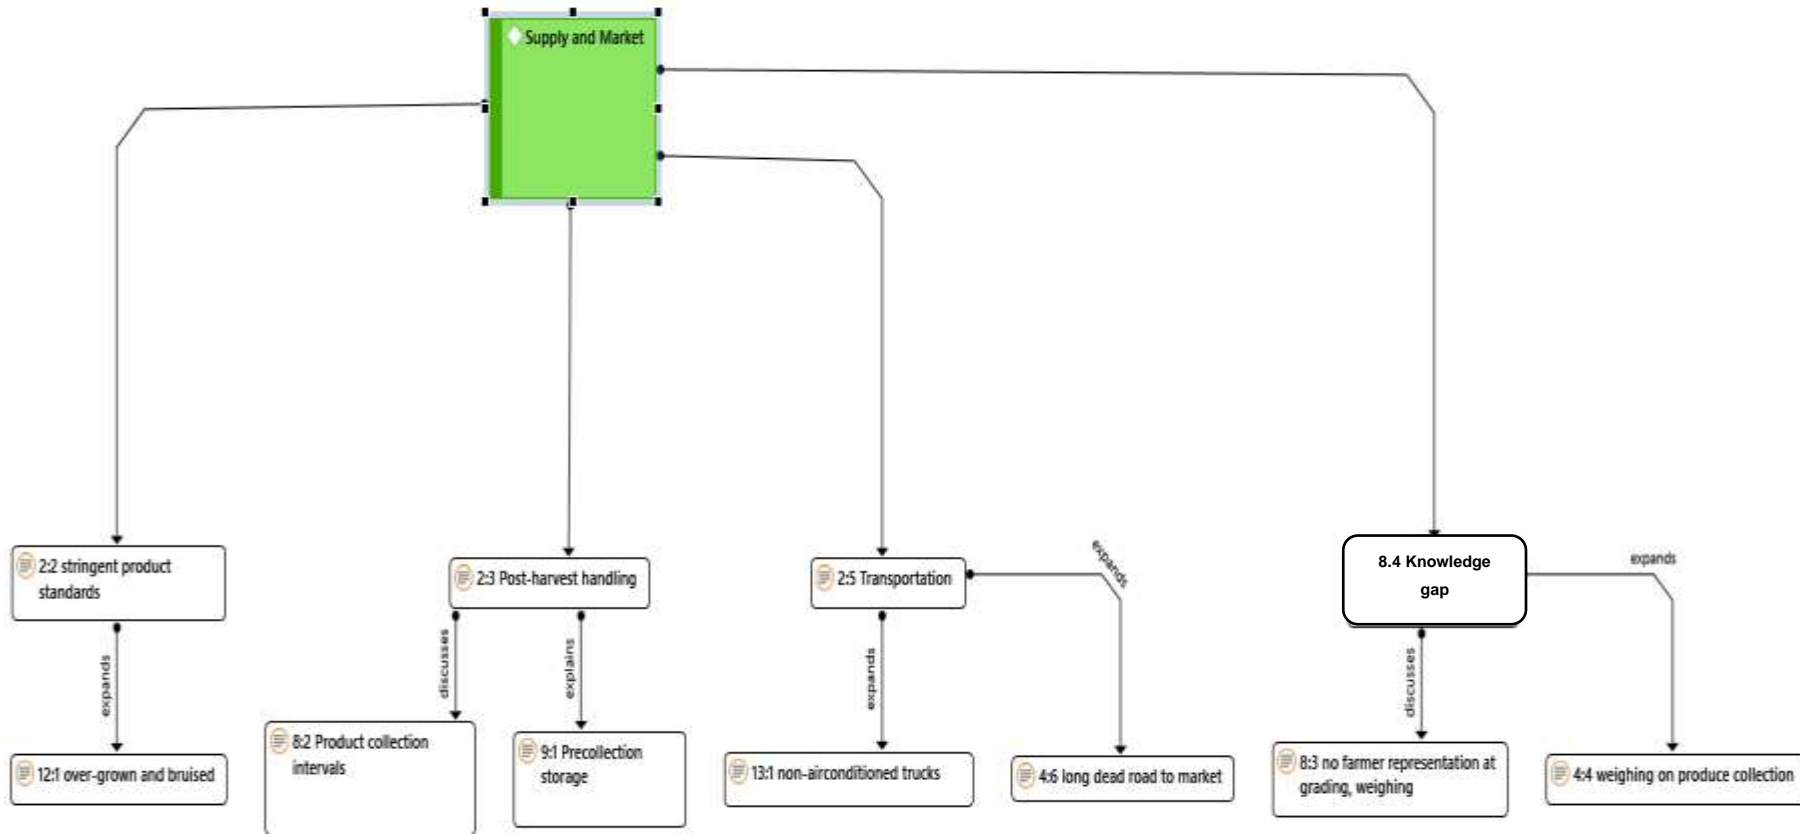 Supply and Market
2:2 stringent product
standards
2:3 Post-harvest handling
2:5 Transportation
expands
8.4 Knowledge
gap
expands
expands
discusses
explains
expands
discusses
12:1 over-grown and bruised
8:2 Product collection
intervals
9:1 Precollection
storage
13:1 non-airconditioned trucks
4:6 long dead road to market
8:3 no farmer representation at
grading, weighing
4:4 weighing on produce collection